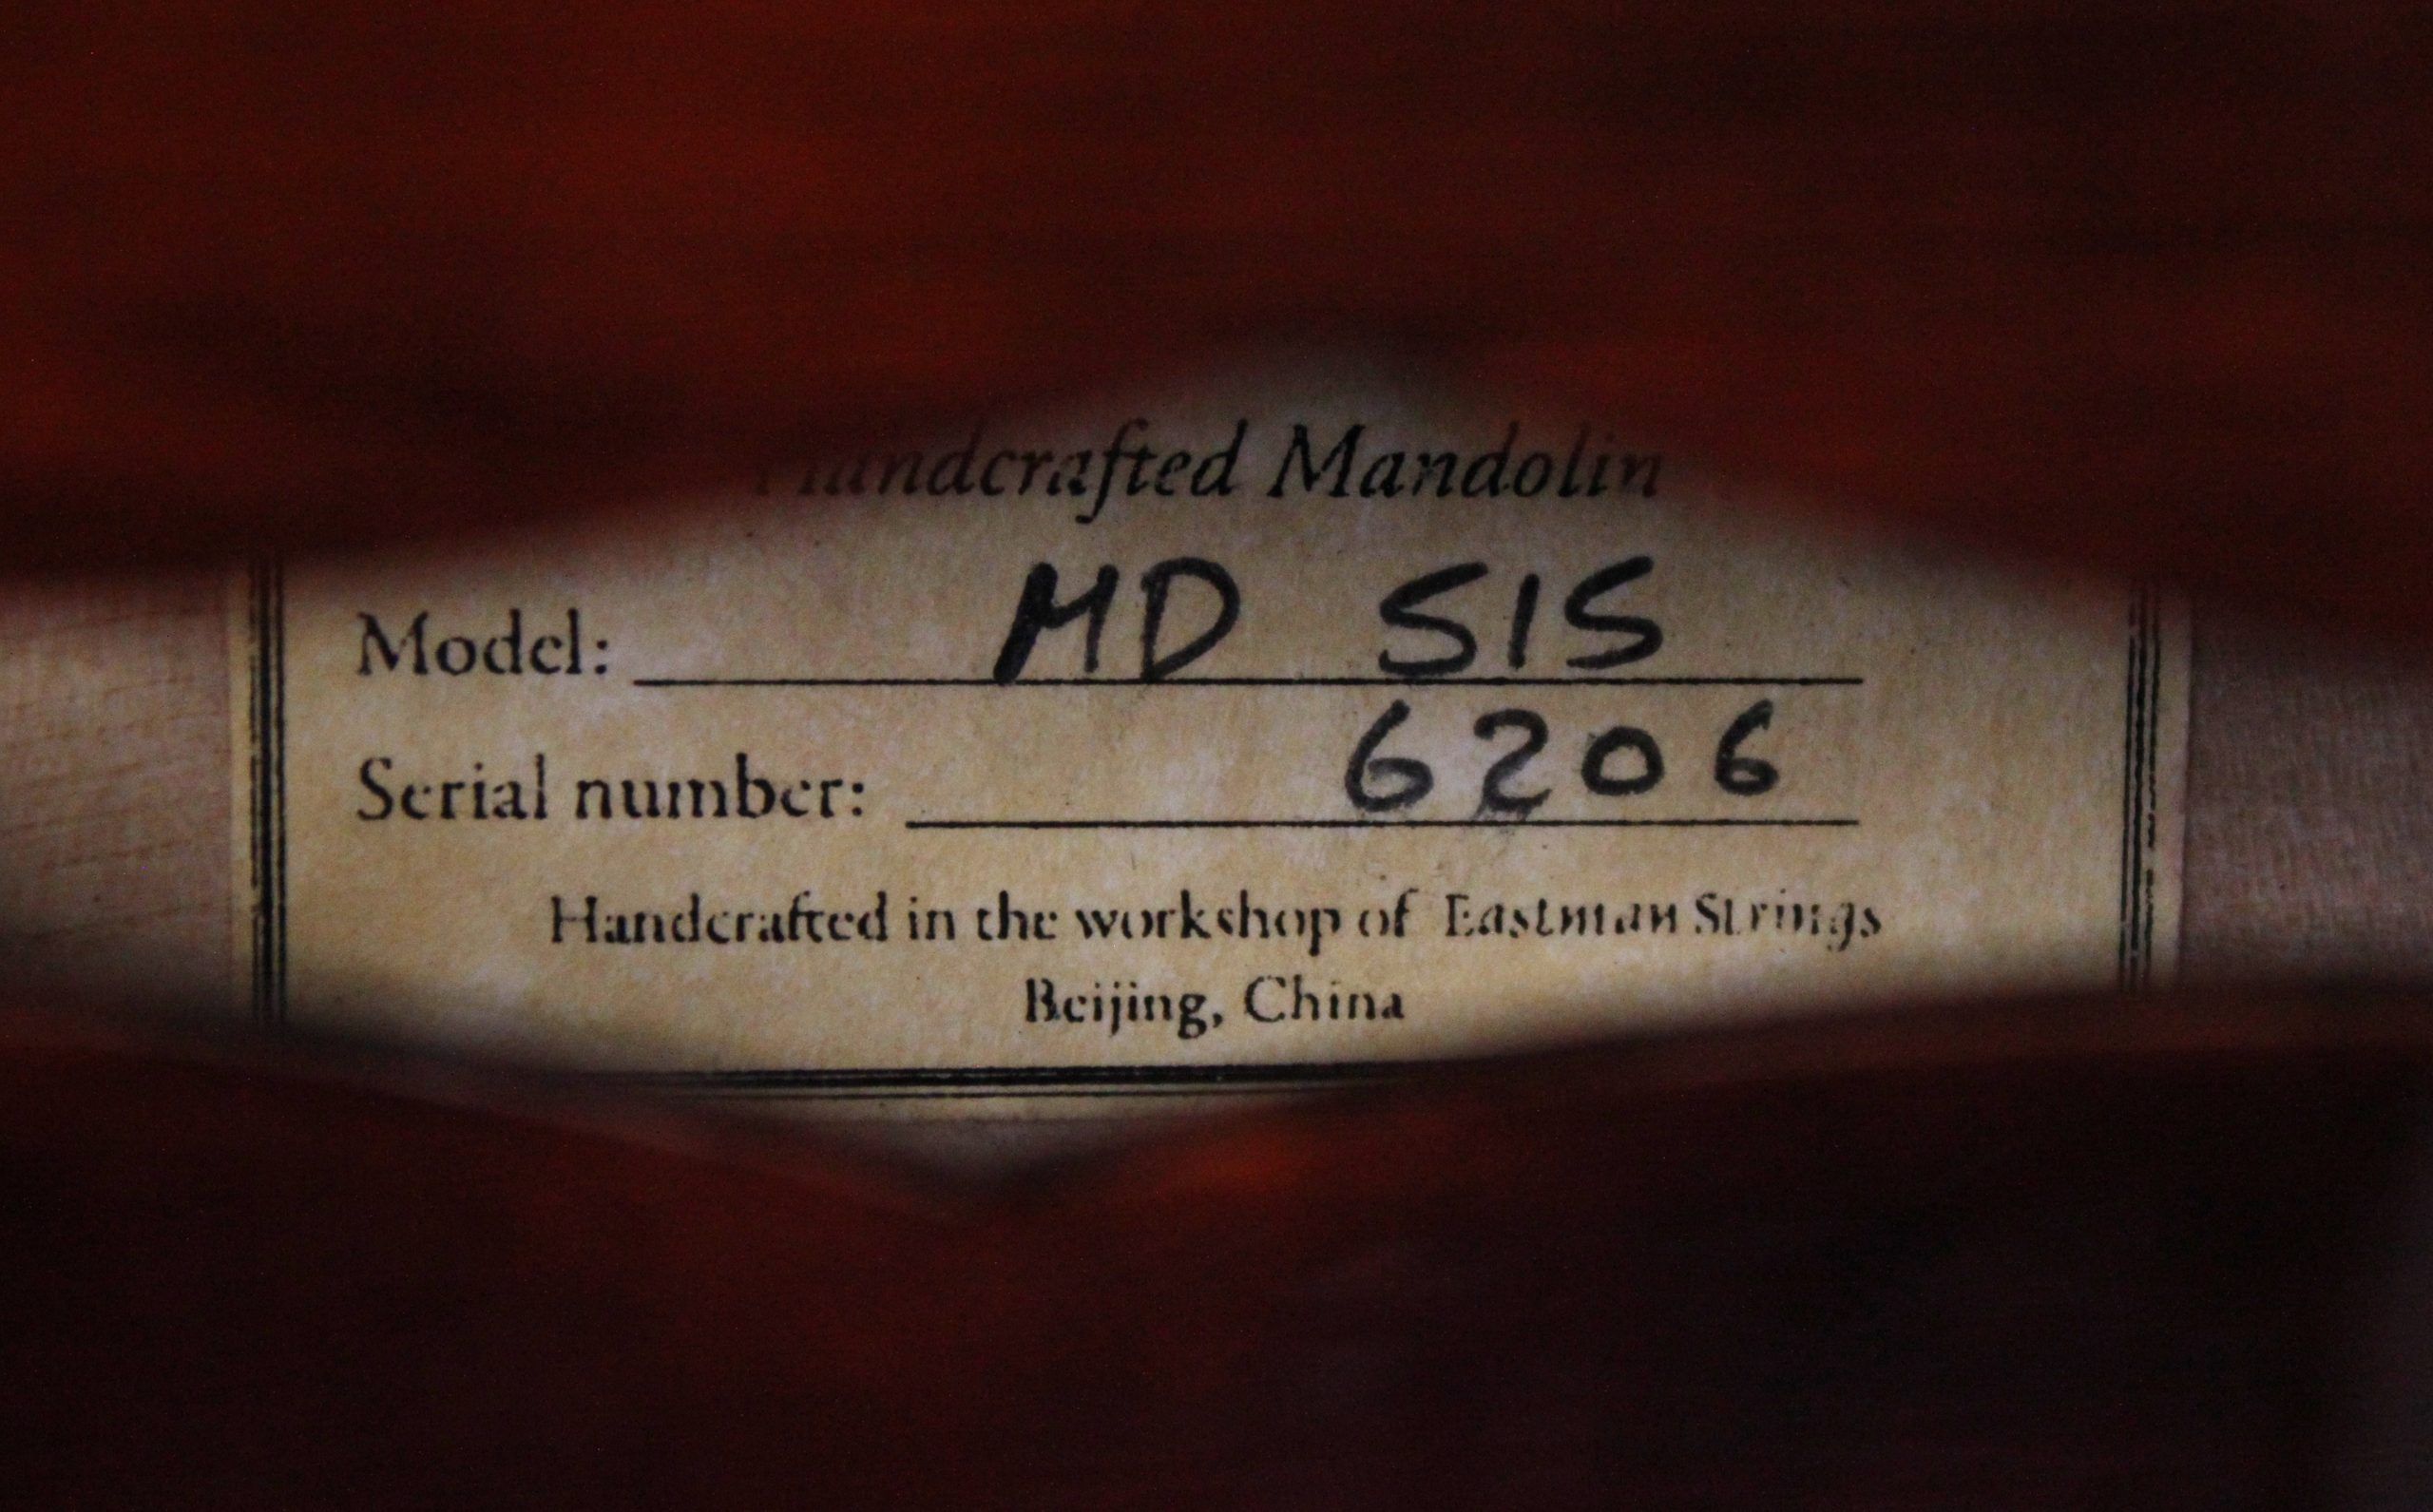 Handcrafted Mandolin
Model: MD 515
Serial number: 6206
Handcrafted in the workshop of Eastman Strings
Beijing, China